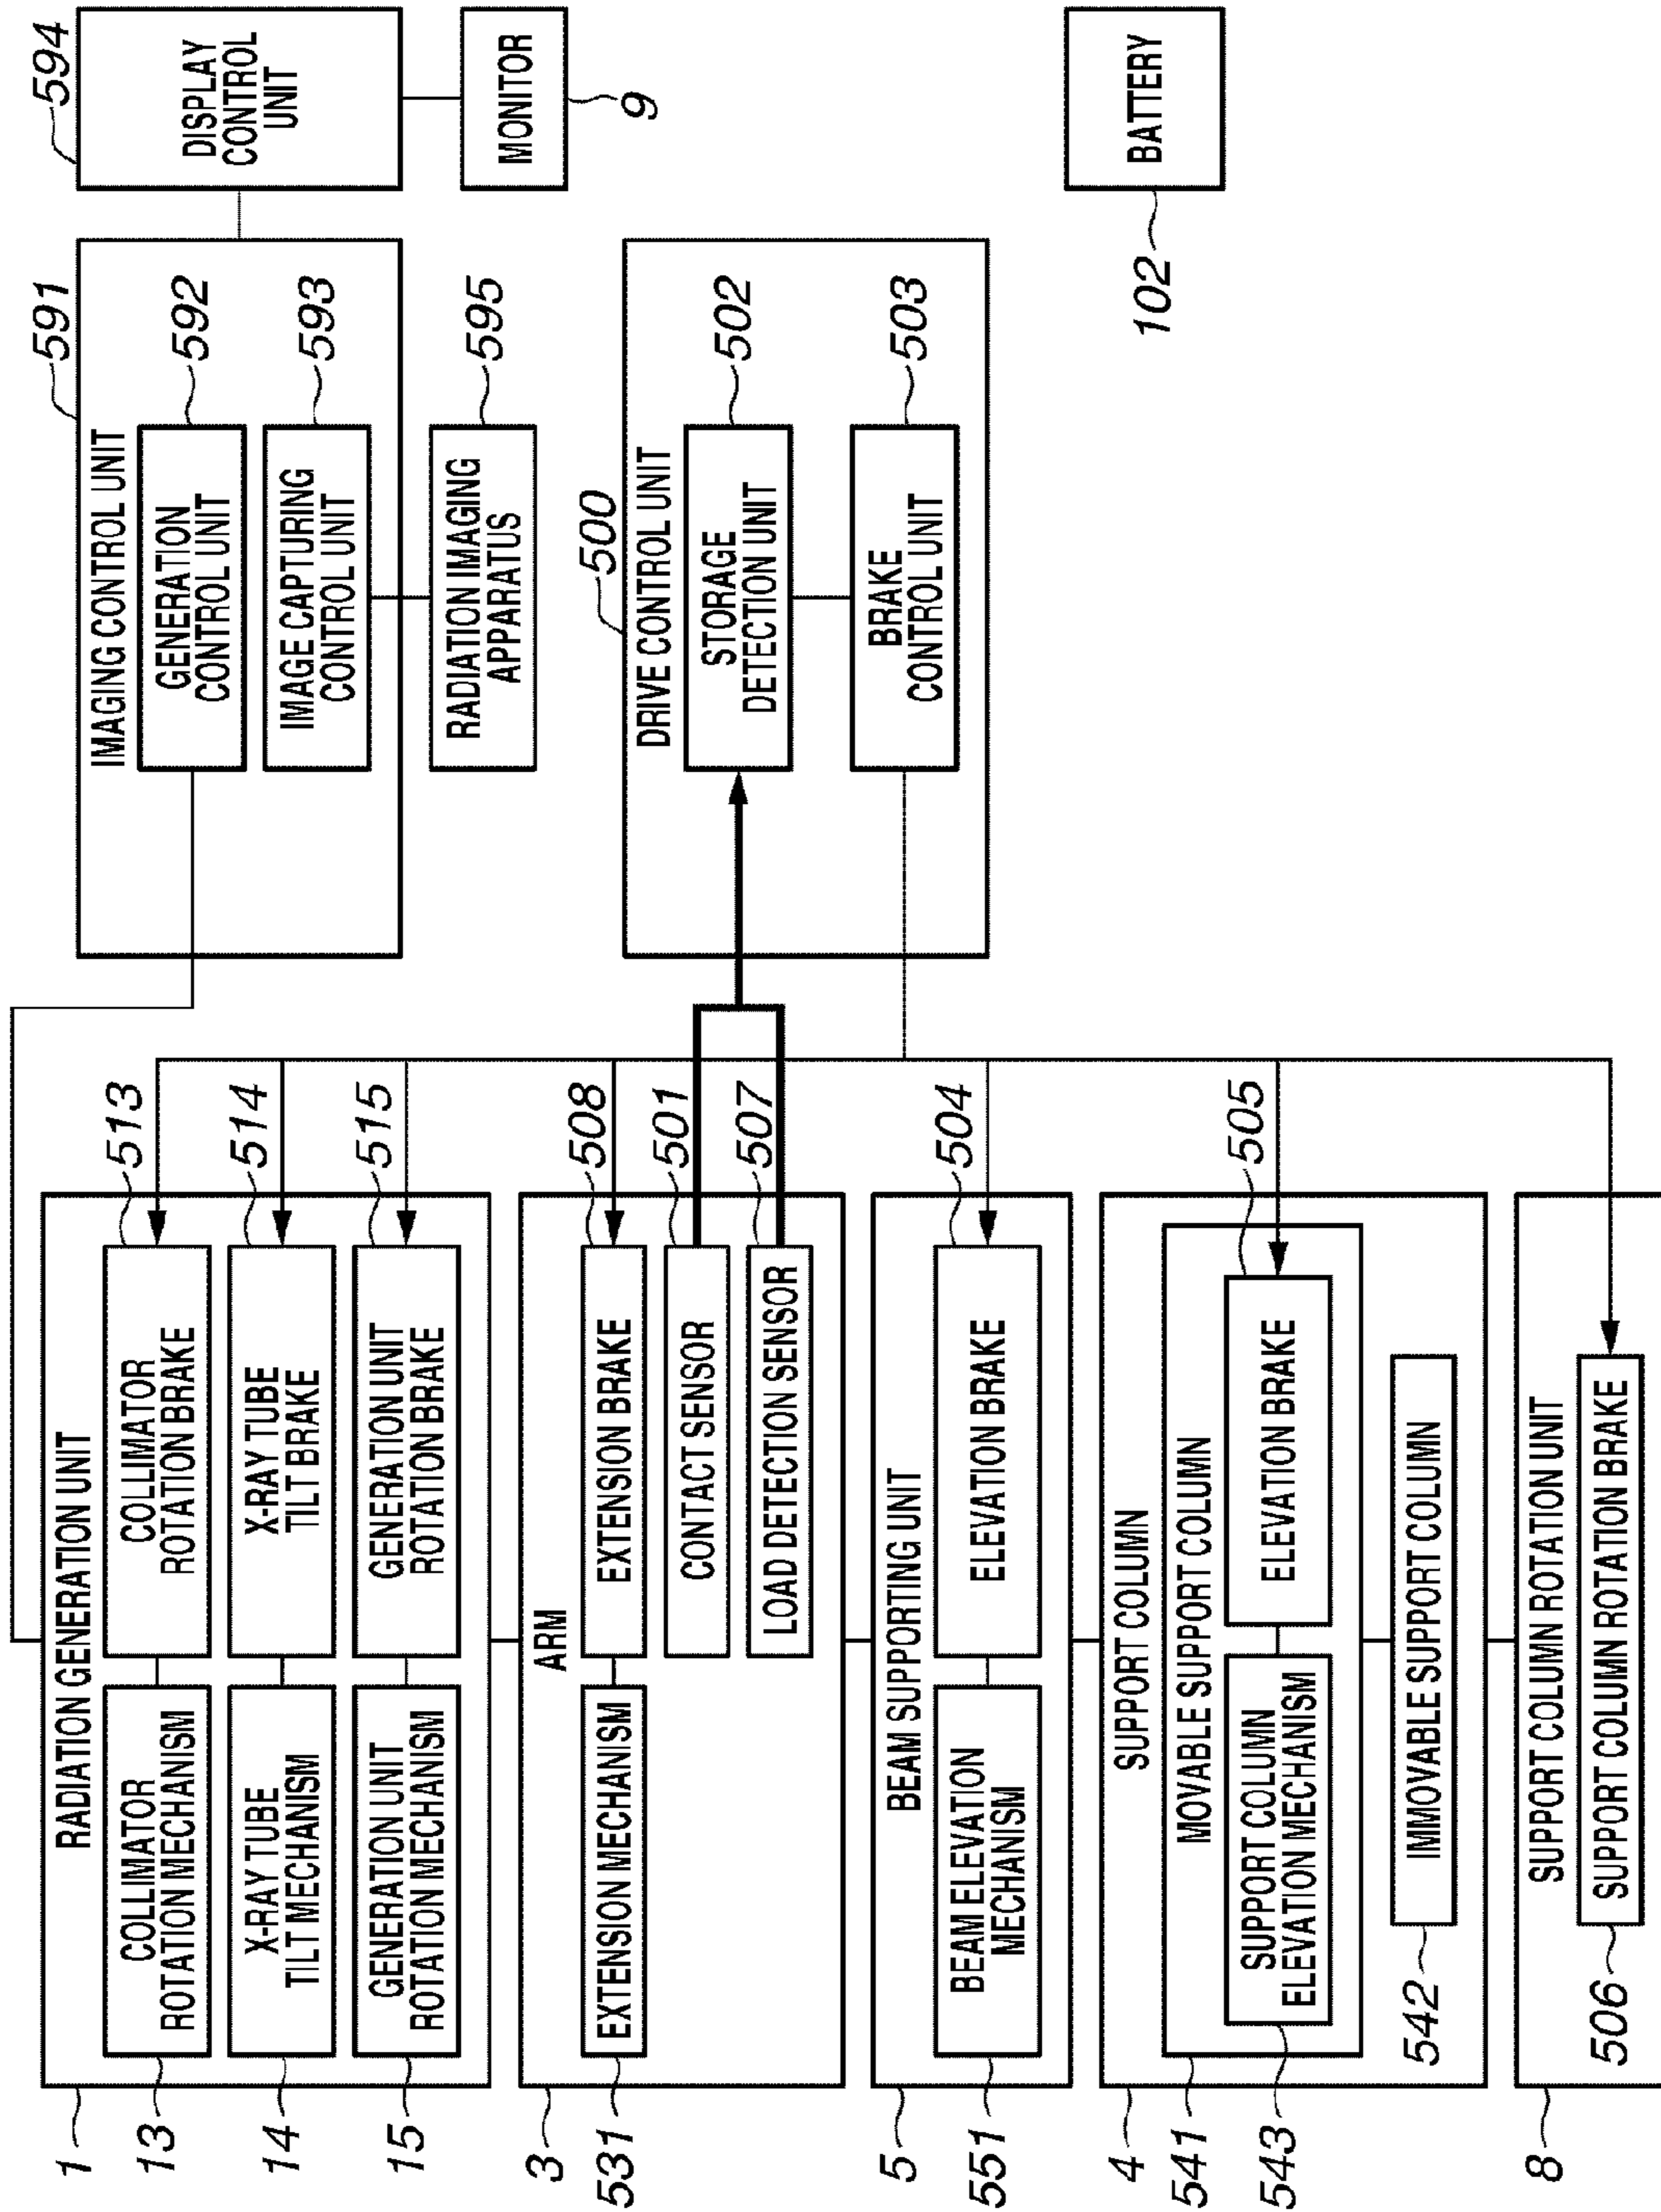 RADIATION GENERATION UNIT
1
COLLIMATOR
ROTATION MECHANISM
13
COLLIMATOR
ROTATION BRAKE
513
X-RAY TUBE
TILT MECHANISM
14
X-RAY TUBE
TILT BRAKE
514
GENERATION UNIT
ROTATION MECHANISM
15
GENERATION UNIT
ROTATION BRAKE
515
ARM
3
EXTENSION MECHANISM
531
EXTENSION BRAKE
508
CONTACT SENSOR
501
LOAD DETECTION SENSOR
507
BEAM SUPPORTING UNIT
5
BEAM ELEVATION
MECHANISM
551
ELEVATION BRAKE
504
SUPPORT COLUMN
4
MOVABLE SUPPORT COLUMN
541
SUPPORT COLUMN
ELEVATION MECHANISM
543
ELEVATION BRAKE
505
IMMOVABLE SUPPORT COLUMN
542
SUPPORT COLUMN ROTATION UNIT
8
SUPPORT COLUMN ROTATION BRAKE
506
IMAGING CONTROL UNIT
591
GENERATION
CONTROL UNIT
592
IMAGE CAPTURING
CONTROL UNIT
593
RADIATION IMAGING
APPARATUS
595
DRIVE CONTROL UNIT
500
STORAGE
DETECTION UNIT
502
BRAKE
CONTROL UNIT
503
DISPLAY
CONTROL
UNIT
594
MONITOR
9
BATTERY
102